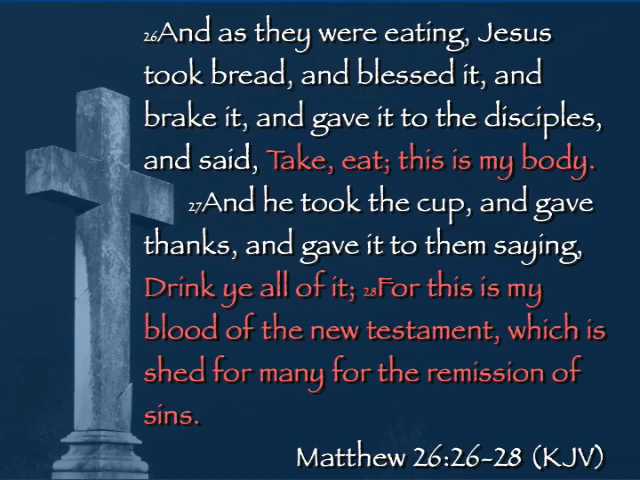 26And as they were eating, Jesus
took bread, and blessed it, and
brake it, and gave it to the disciples,
and said, Take, eat; this is my body.
27And he took the cup, and gave
thanks, and gave it to them saying,
Drink ye all of it; 28For this is my
blood of the new testament, which is
shed for many for the remission of
sins.
Matthew 26:26-28 (KJV)